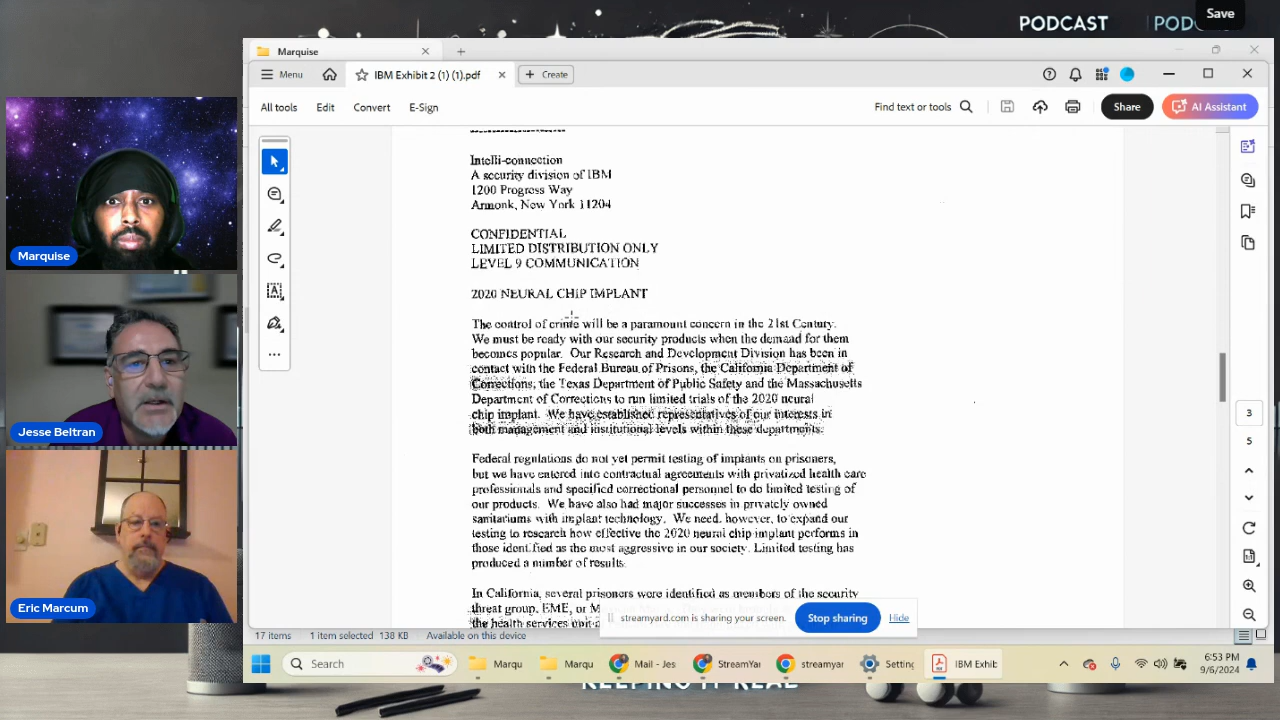 PODCAST
Save
Marquise
Menu
IBM Exhibit 2 (1) (1).pdf
Create
All tools
Edit
Convert
E-Sign
Find text or tools
Share
AI Assistant
Intelli-connection
A security division of IBM
1200 Progress Way
Armonk, New York 11204
CONFIDENTIAL
LIMITED DISTRIBUTION ONLY
LEVEL 9 COMMUNICATION
2020 NEURAL CHIP IMPLANT
The control of crime will be a paramount concern in the 21st Century.
We must be ready with our security products when the demand for them
becomes popular. Our Research and Development Division has been in
contact with the Federal Bureau of Prisons, the California Department of
Corrections, the Texas Department of Public Safety and the Massachusetts
Department of Corrections to run limited trials of the 2020 neural
chip implant. We have established representatives of our interests in
both management and institutional levels within these departments.
Federal regulations do not yet permit testing of implants on prisoners,
but we have entered into contractual agreements with privatized health care
professionals and specified correctional personnel to do limited testing of
our products. We have also had major successes in privately owned
sanitariums with implant technology. We need, however, to expand our
testing to research how effective the 2020 neural chip implant performs in
those identified as the most aggressive in our society. Limited testing has
produced a number of results.
In California, several prisoners were identified as members of the security
threat group, EME, or
the health services unit
3
5
Marquise
Jesse Beltran
Eric Marcum
streamyard.com is sharing your screen.
Stop sharing
Hide
17 items
1 item selected 138 KB
Available on this device
Search
Marqu
Marqu
Mail - Jes
StreamYar
streamyar
Setting
IBM Exhib
6:53 PM
9/6/2024
KEEPING IT REAL